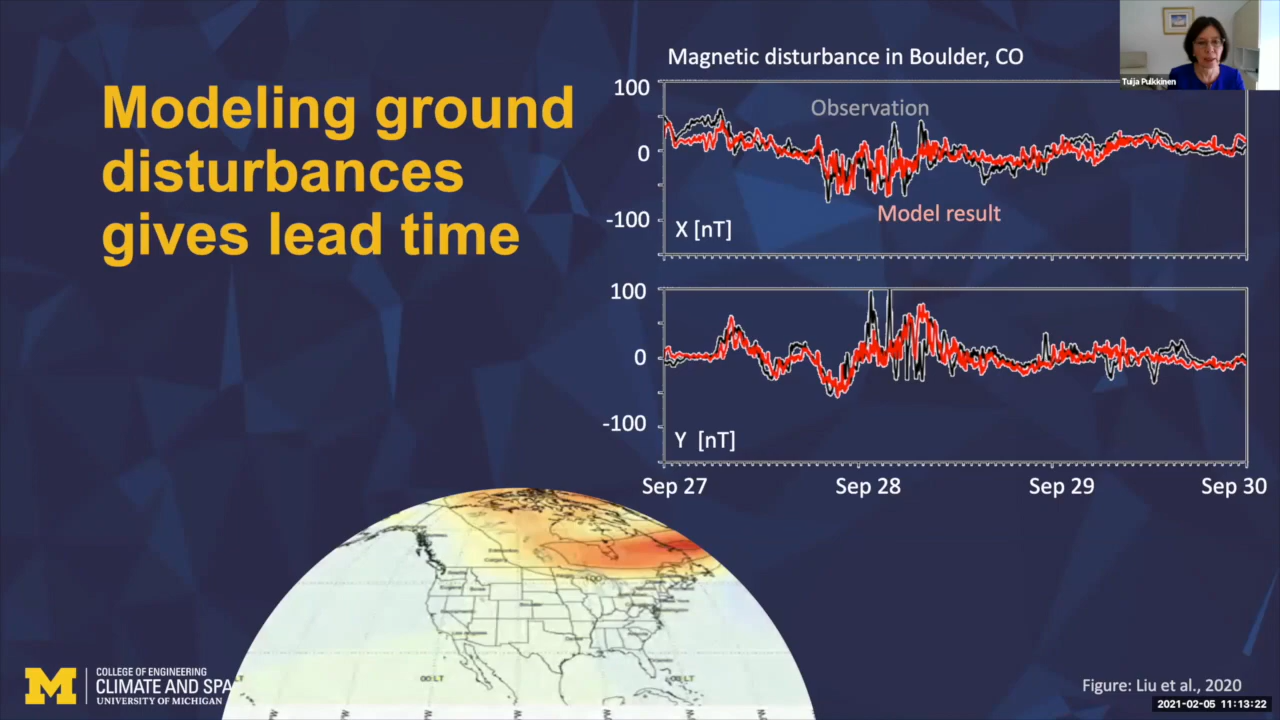 Modeling ground
disturbances
gives lead time
Magnetic disturbance in Boulder, CO
Tuija Pulkkinen
100
Observation
0
Model result
-100
X [nT]
100
0
-100
Y [nT]
Sep 27 Sep 28 Sep 29 Sep 30
00 LT
COLLEGE OF ENGINEERING
M CLIMATE AND SPA
UNIVERSITY OF MICHIGAN
Figure: Liu et al., 2020
2021-02-05 11:13:22